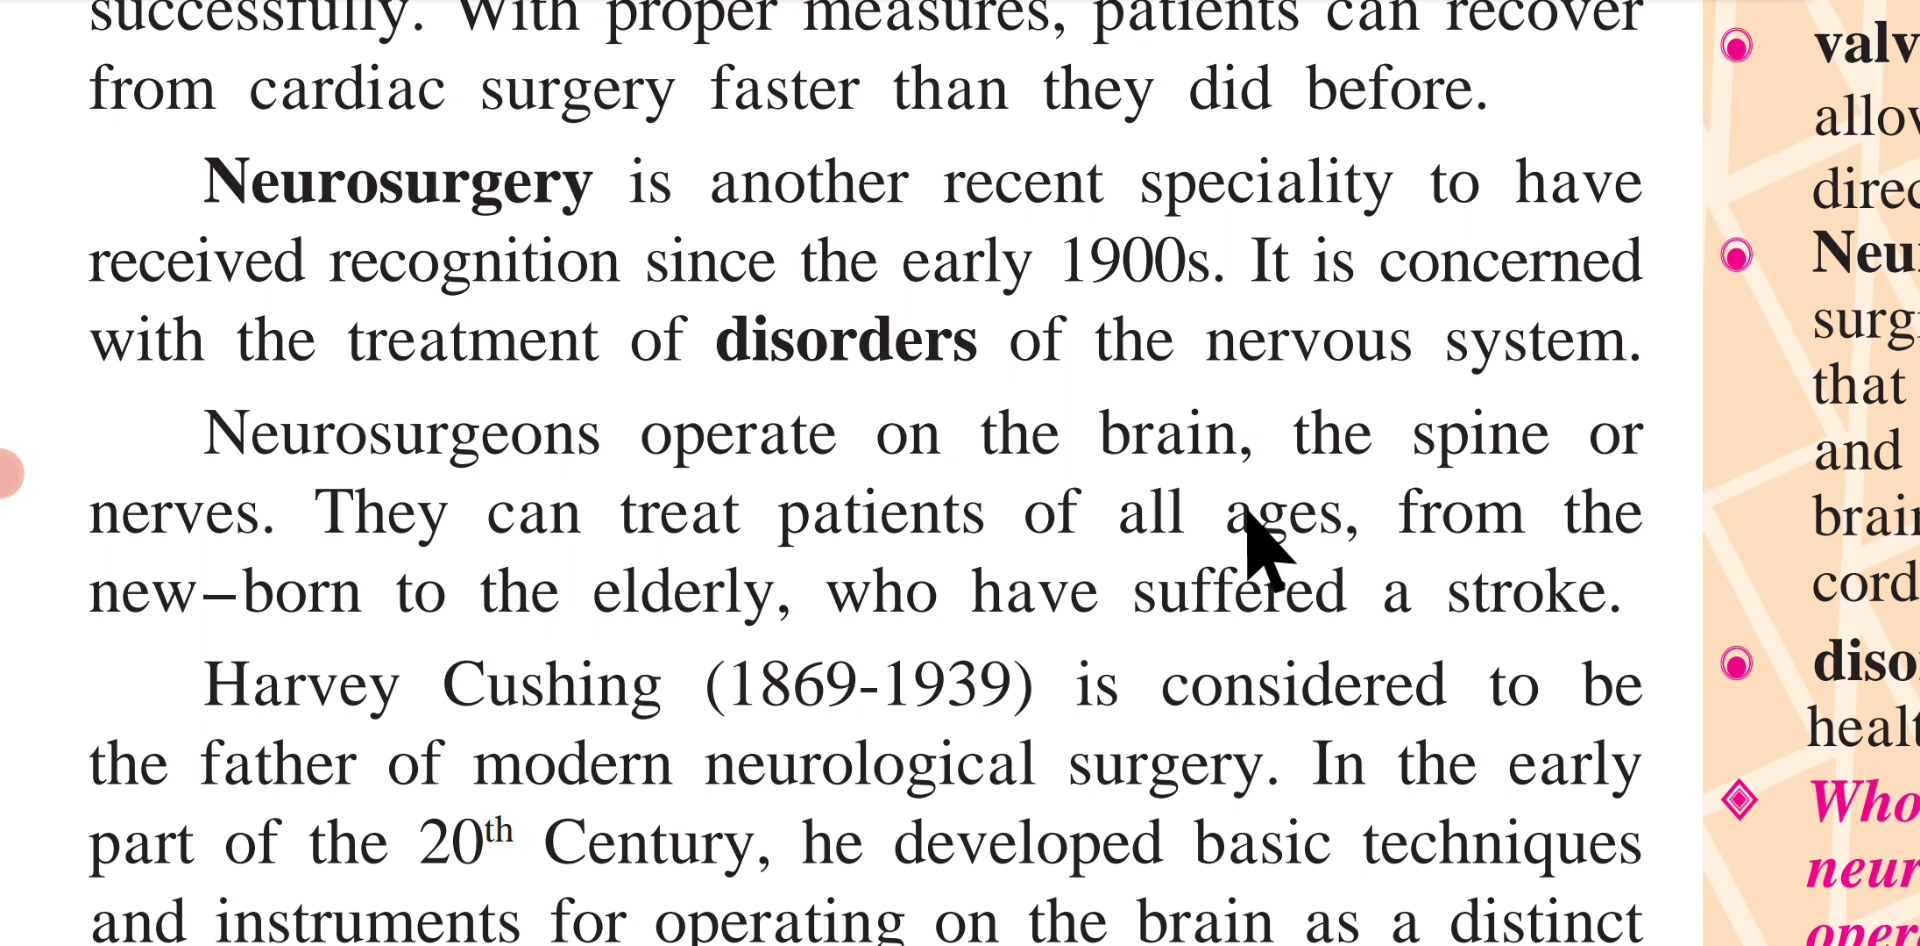 successfully. With proper measures, patients can recover
from cardiac surgery faster than they did before.
Neurosurgery is another recent speciality to have
received recognition since the early 1900s. It is concerned
with the treatment of disorders of the nervous system.
Neurosurgeons operate on the brain, the spine or
nerves. They can treat patients of all ages, from the
new–born to the elderly, who have suffered a stroke.
Harvey Cushing (1869-1939) is considered to be
the father of modern neurological surgery. In the early
part of the 20th Century, he developed basic techniques
and instruments for operating on the brain as a distinct
that
and
cord
Who